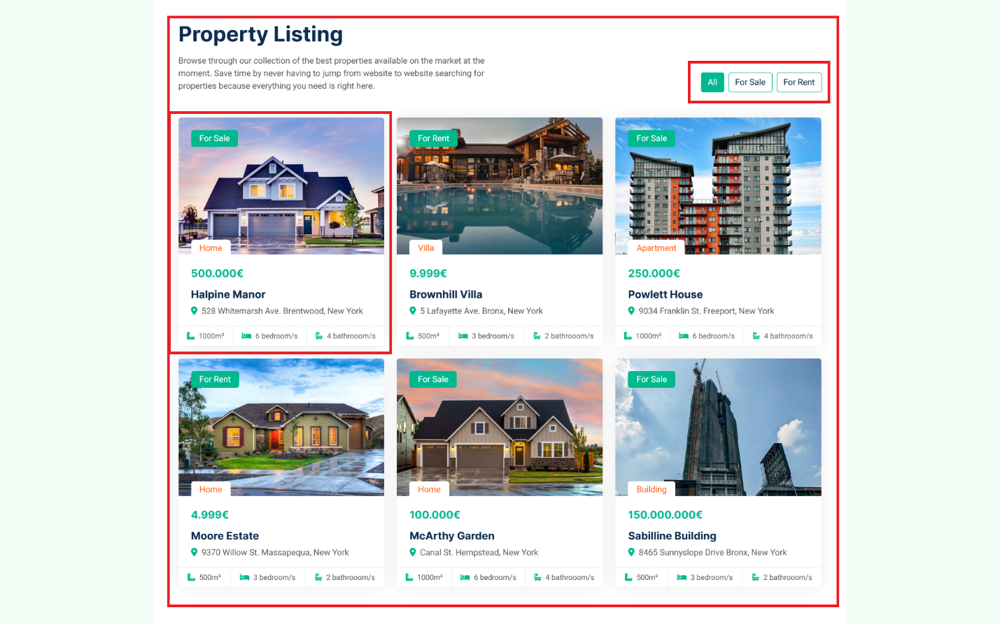 Property Listing
Browse through our collection of the best properties available on the market at the
moment. Save time by never having to jump from website to website searching for
properties because everything you need is right here.
All
For Sale
For Rent
For Sale
Home
500.000€
Halpine Manor
528 Whitemarsh Ave. Brentwood, New York
1000m²
6 bedroom/s
4 bathrooom/s
For Rent
Villa
9.999€
Brownhill Villa
5 Lafayette Ave. Bronx, New York
500m²
3 bedroom/s
2 bathrooom/s
For Sale
Apartment
250.000€
Powlett House
9034 Franklin St. Freeport, New York
1000m²
6 bedroom/s
4 bathrooom/s
For Rent
Home
4.999€
Moore Estate
9370 Willow St. Massapequa, New York
500m²
3 bedroom/s
2 bathrooom/s
For Sale
Home
100.000€
McArthy Garden
Canal St. Hempstead, New York
1000m²
6 bedroom/s
4 bathrooom/s
For Sale
Building
150.000.000€
Sabilline Building
8465 Sunnyslope Drive Bronx, New York
500m²
3 bedroom/s
2 bathrooom/s